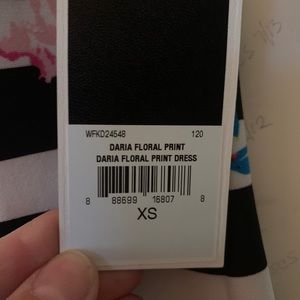 WFKD24548 120
DARIA FLORAL PRINT
DARIA FLORAL PRINT DRESS
8 88699 16807 8
XS